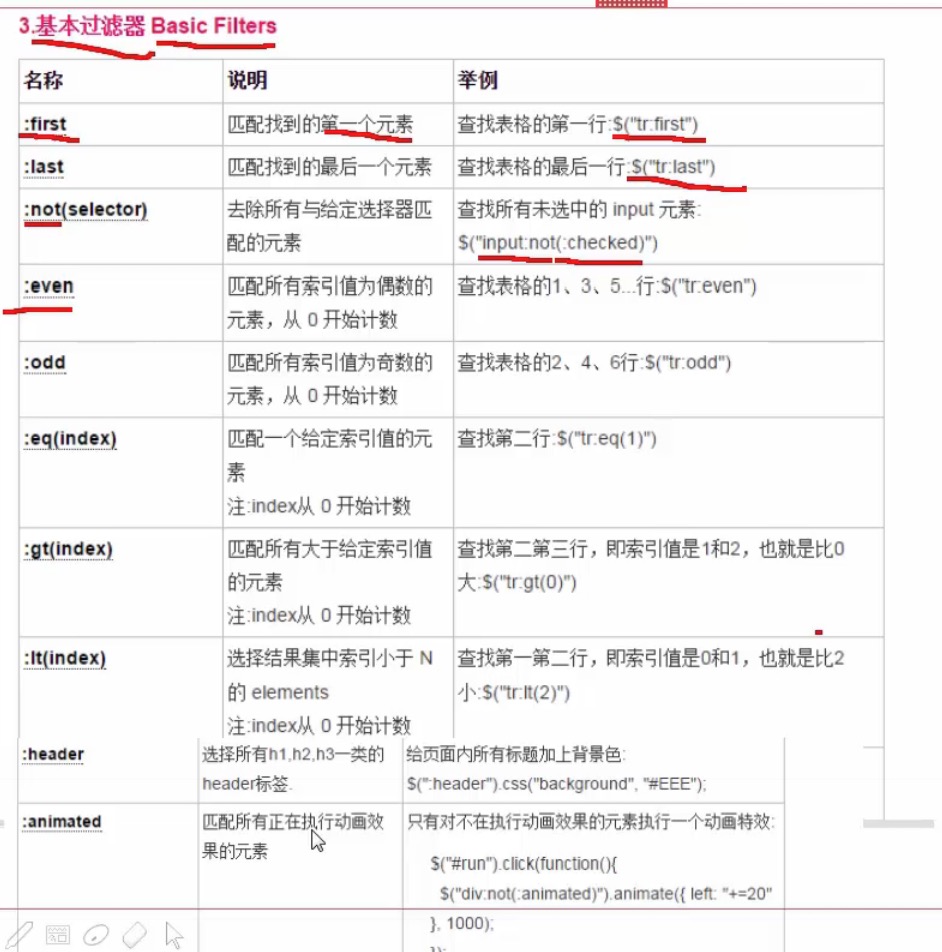 3.基本过滤器 Basic Filters
名称 说明 举例
:first 匹配找到的第一个元素 查找表格的第一行:$("tr:first")
:last 匹配找到的最后一个元素 查找表格的最后一行:$("tr:last")
:not(selector) 去除所有与给定选择器匹 查找所有未选中的 input 元素:
配的元素 $("input:not(:checked)")
:even 匹配所有索引值为偶数的 查找表格的1、3、5...行:$("tr:even")
元素，从 0 开始计数
:odd 匹配所有索引值为奇数的 查找表格的2、4、6行:$("tr:odd")
元素，从 0 开始计数
:eq(index) 匹配一个给定索引值的元 查找第二行:$("tr:eq(1)")
素
注:index从 0 开始计数
:gt(index) 匹配所有大于给定索引值 查找第二第三行，即索引值是1和2，也就是比0
的元素 大:$("tr:gt(0)")
注:index从 0 开始计数
:lt(index) 选择结果集中索引小于 N 查找第一第二行，即索引值是0和1，也就是比2
的 elements 小:$("tr:lt(2)")
注:index从 0 开始计数
:header 选择所有h1,h2,h3一类的 给页面内所有标题加上背景色:
header标签. $(":header").css("background", "#EEE");
:animated 匹配所有正在执行动画效 只有对不在执行动画效果的元素执行一个动画特效:
果的元素
$("#run").click(function(){
$("div:not(:animated)").animate({ left: "+=20"
}, 1000);
});